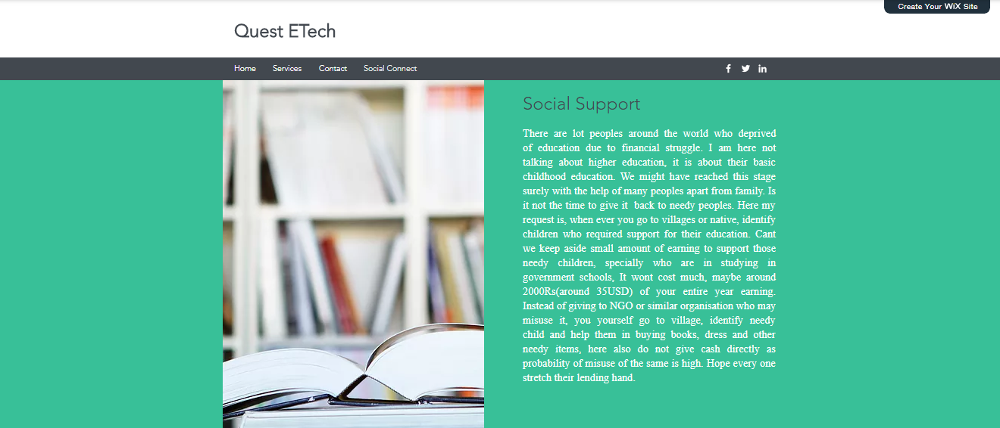 Create Your WiX Site
Quest ETech
Home Services Contact Social Connect
Social Support
There are lot peoples around the world who deprived
of education due to financial struggle. I am here not
talking about higher education, it is about their basic
childhood education. We might have reached this stage
surely with the help of many peoples apart from family. Is
it not the time to give it  back to needy peoples. Here my
request is, when ever you go to villages or native, identify
children who required support for their education. Cant
we keep aside small amount of earning to support those
needy children, specially who are in studying in
government schools, It wont cost much, maybe around
2000Rs(around 35USD) of your entire year earning.
Instead of giving to NGO or similar organisation who may
misuse it, you yourself go to village, identify needy
child and help them in buying books, dress and other
needy items, here also do not give cash directly as
probability of misuse of the same is high. Hope every one
stretch their lending hand.